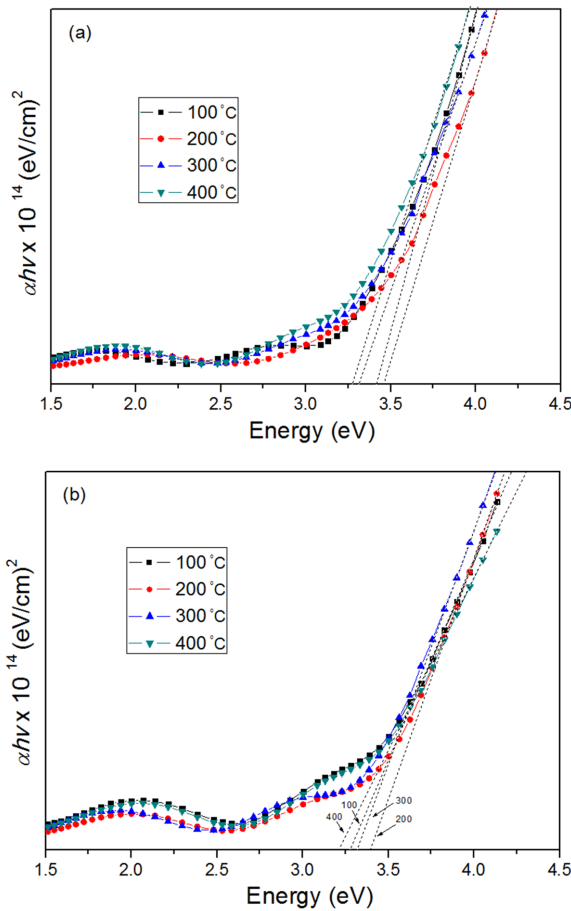 (a)
100°C
200°C
300°C
400°C
αhν x 10^14 (eV/cm)^2
1.5 2.0 2.5 3.0 3.5 4.0 4.5
Energy (eV)
(b)
100°C
200°C
300°C
400°C
αhν x 10^14 (eV/cm)^2
100 300
400 200
1.5 2.0 2.5 3.0 3.5 4.0 4.5
Energy (eV)